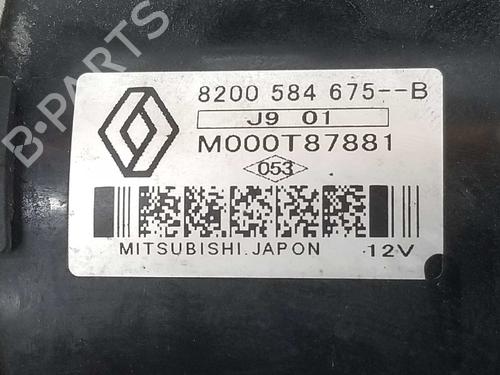 B-PARTS
8200 584 675--B
J9 01
M000T87881
053
MITSUBISHI.JAPON 12V